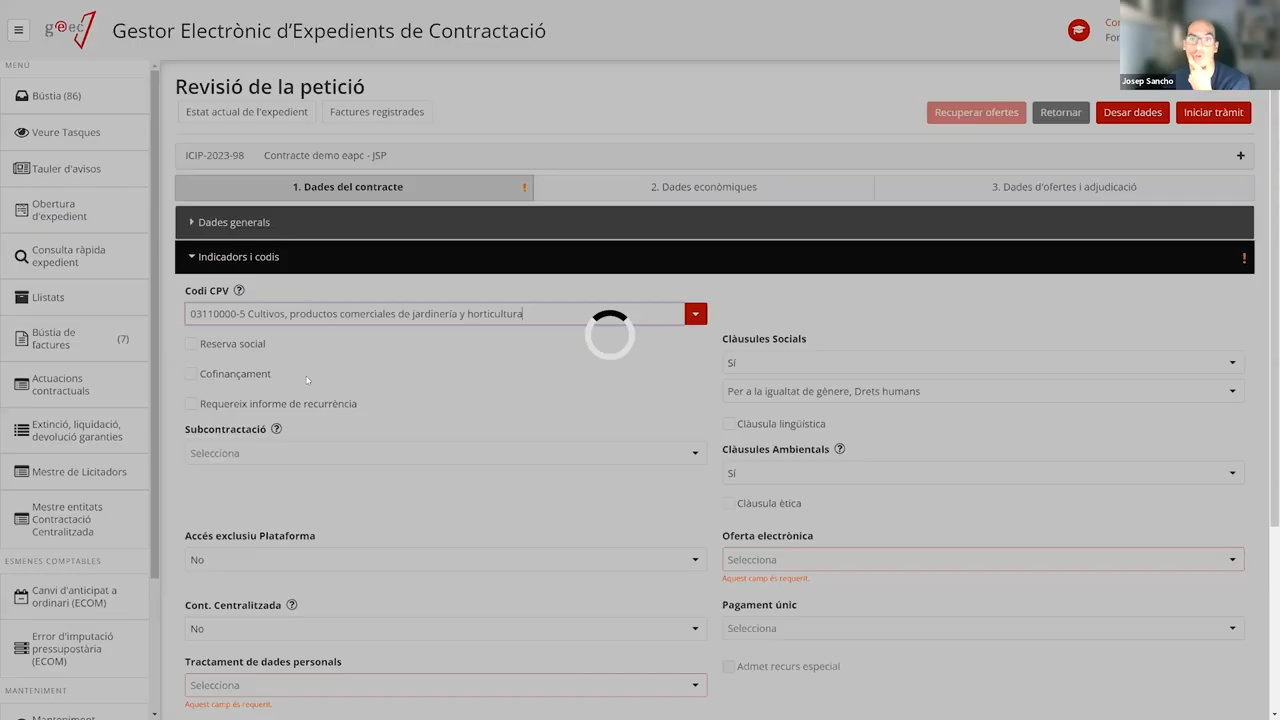 geec
Gestor Electrònic d'Expedients de Contractació
Con
For
Josep Sancho
MENÚ
Bústia (86)
Veure Tasques
Tauler d'avisos
Obertura
d'expedient
Consulta ràpida
expedient
Llistats
Bústia de
factures
(7)
Actuacions
contractuals
Extinció, liquidació,
devolució garanties
Mestre de Licitadors
Mestre entitats
Contractació
Centralitzada
ESMENES COMPTABLES
Canvi d'anticipat a
ordinari (ECOM)
Error d'imputació
pressupostària
(ECOM)
MANTENIMENT
Manteniment
Revisió de la petició
Estat actual de l'expedient
Factures registrades
Recuperar ofertes
Retornar
Desar dades
Iniciar tràmit
ICIP-2023-98 Contracte demo eapc - JSP
1. Dades del contracte !
2. Dades econòmiques
3. Dades d'ofertes i adjudicació
Dades generals
Indicadors i codis !
Codi CPV ?
03110000-5 Cultivos, productos comerciales de jardinería y horticultura
Reserva social
Cofinançament
Requereix informe de recurrència
Subcontractació ?
Selecciona
Clàusules Socials
Sí
Per a la igualtat de gènere, Drets humans
Clàusula lingüística
Clàusules Ambientals ?
Sí
Clàusula ètica
Accés exclusiu Plataforma
No
Oferta electrònica
Selecciona
Aquest camp és requerit.
Cont. Centralitzada ?
No
Pagament únic
Selecciona
Tractament de dades personals
Selecciona
Aquest camp és requerit.
Admet recurs especial